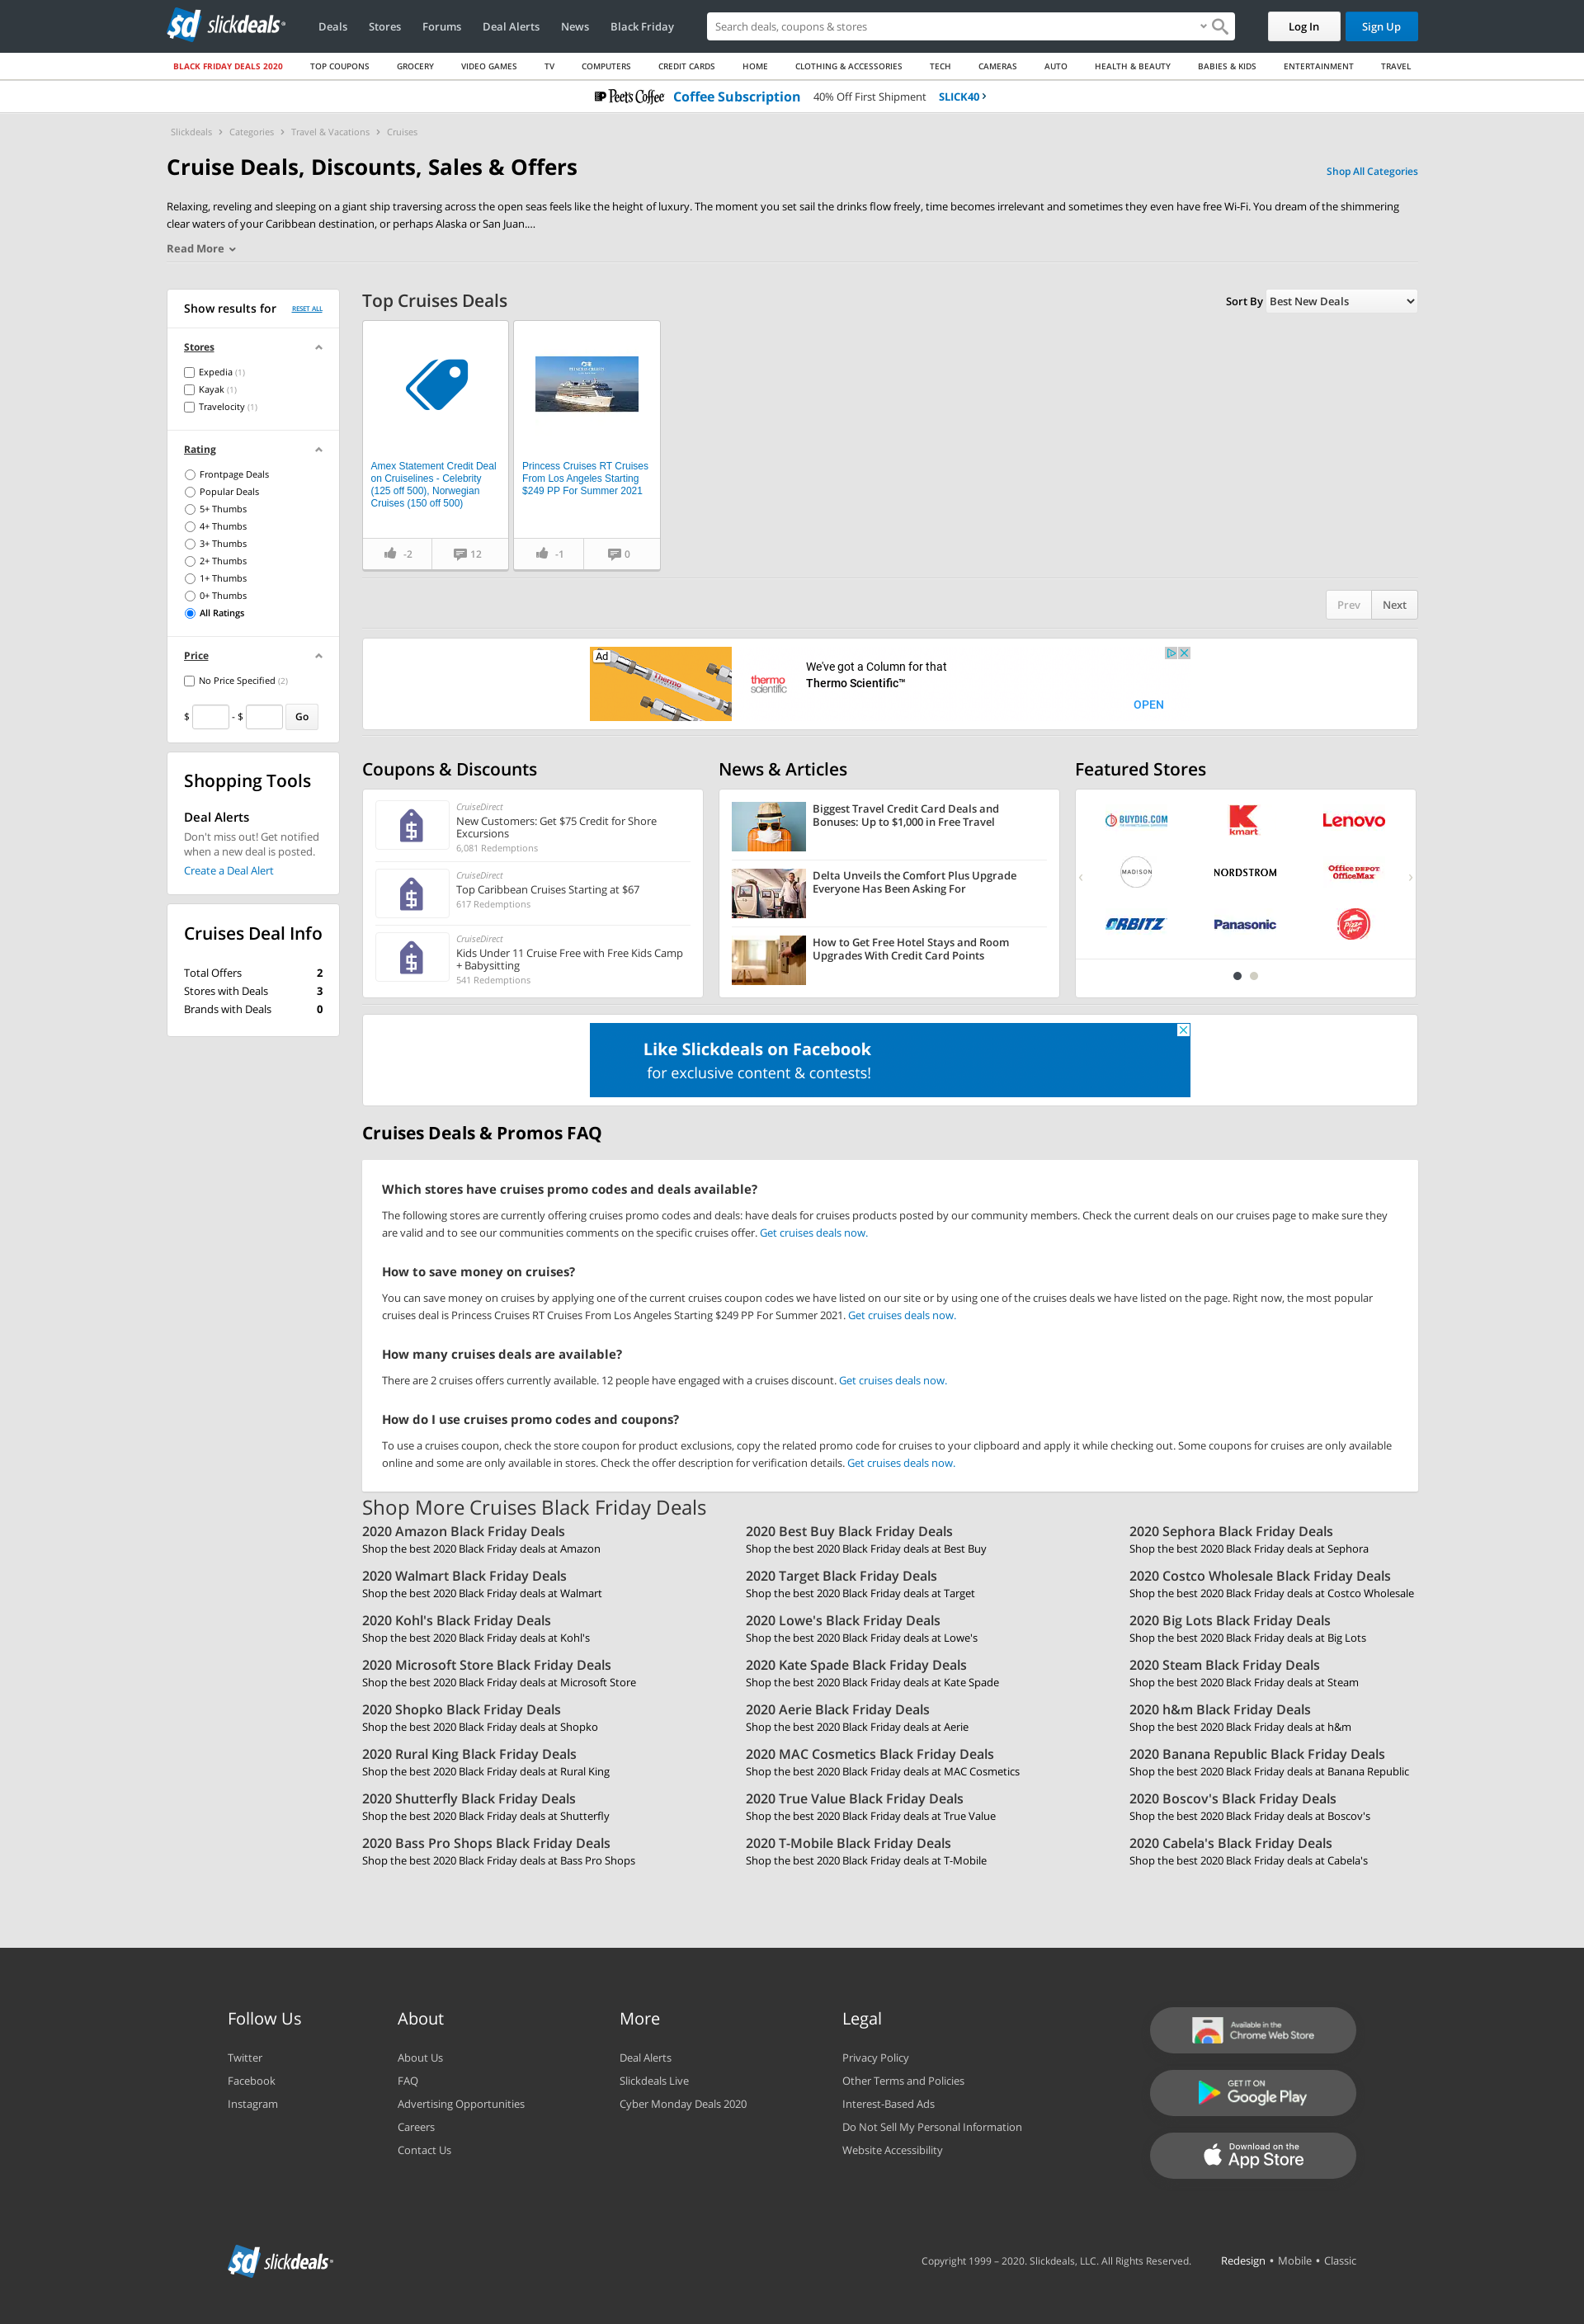 slickdeals
Deals
Stores
Forums
Deal Alerts
News
Black Friday
Search deals, coupons & stores
Log In
Sign Up
BLACK FRIDAY DEALS 2020
TOP COUPONS
GROCERY
VIDEO GAMES
TV
COMPUTERS
CREDIT CARDS
HOME
CLOTHING & ACCESSORIES
TECH
CAMERAS
AUTO
HEALTH & BEAUTY
BABIES & KIDS
ENTERTAINMENT
TRAVEL
Peet's Coffee Coffee Subscription 40% Off First Shipment SLICK40 ›
Slickdeals › Categories › Travel & Vacations › Cruises
Cruise Deals, Discounts, Sales & Offers
Shop All Categories
Relaxing, reveling and sleeping on a giant ship traversing across the open seas feels like the height of luxury. The moment you set sail the drinks flow freely, time becomes irrelevant and sometimes they even have free Wi-Fi. You dream of the shimmering
clear waters of your Caribbean destination, or perhaps Alaska or San Juan....
Read More
Show results for
RESET ALL
Stores
Expedia (1)
Kayak (1)
Travelocity (1)
Rating
Frontpage Deals
Popular Deals
5+ Thumbs
4+ Thumbs
3+ Thumbs
2+ Thumbs
1+ Thumbs
0+ Thumbs
All Ratings
Price
No Price Specified (2)
$ - $ Go
Shopping Tools
Deal Alerts
Don't miss out! Get notified
when a new deal is posted.
Create a Deal Alert
Cruises Deal Info
Total Offers 2
Stores with Deals 3
Brands with Deals 0
Top Cruises Deals
Sort By Best New Deals
Amex Statement Credit Deal
on Cruiselines - Celebrity
(125 off 500), Norwegian
Cruises (150 off 500)
-2
12
Princess Cruises RT Cruises
From Los Angeles Starting
$249 PP For Summer 2021
-1
0
Prev
Next
Ad
thermo
scientific
We've got a Column for that
Thermo Scientific™
OPEN
Coupons & Discounts
CruiseDirect
New Customers: Get $75 Credit for Shore
Excursions
6,081 Redemptions
CruiseDirect
Top Caribbean Cruises Starting at $67
617 Redemptions
CruiseDirect
Kids Under 11 Cruise Free with Free Kids Camp
+ Babysitting
541 Redemptions
News & Articles
Biggest Travel Credit Card Deals and
Bonuses: Up to $1,000 in Free Travel
Delta Unveils the Comfort Plus Upgrade
Everyone Has Been Asking For
How to Get Free Hotel Stays and Room
Upgrades With Credit Card Points
Featured Stores
BUYDIG.COM
kmart
Lenovo
MADISON
NORDSTROM
Office DEPOT
OfficeMax
ORBITZ
Panasonic
Pizza Hut
Like Slickdeals on Facebook
for exclusive content & contests!
Cruises Deals & Promos FAQ
Which stores have cruises promo codes and deals available?
The following stores are currently offering cruises promo codes and deals: have deals for cruises products posted by our community members. Check the current deals on our cruises page to make sure they
are valid and to see our communities comments on the specific cruises offer. Get cruises deals now.
How to save money on cruises?
You can save money on cruises by applying one of the current cruises coupon codes we have listed on our site or by using one of the cruises deals we have listed on the page. Right now, the most popular
cruises deal is Princess Cruises RT Cruises From Los Angeles Starting $249 PP For Summer 2021. Get cruises deals now.
How many cruises deals are available?
There are 2 cruises offers currently available. 12 people have engaged with a cruises discount. Get cruises deals now.
How do I use cruises promo codes and coupons?
To use a cruises coupon, check the store coupon for product exclusions, copy the related promo code for cruises to your clipboard and apply it while checking out. Some coupons for cruises are only available
online and some are only available in stores. Check the offer description for verification details. Get cruises deals now.
Shop More Cruises Black Friday Deals
2020 Amazon Black Friday Deals
Shop the best 2020 Black Friday deals at Amazon
2020 Best Buy Black Friday Deals
Shop the best 2020 Black Friday deals at Best Buy
2020 Sephora Black Friday Deals
Shop the best 2020 Black Friday deals at Sephora
2020 Walmart Black Friday Deals
Shop the best 2020 Black Friday deals at Walmart
2020 Target Black Friday Deals
Shop the best 2020 Black Friday deals at Target
2020 Costco Wholesale Black Friday Deals
Shop the best 2020 Black Friday deals at Costco Wholesale
2020 Kohl's Black Friday Deals
Shop the best 2020 Black Friday deals at Kohl's
2020 Lowe's Black Friday Deals
Shop the best 2020 Black Friday deals at Lowe's
2020 Big Lots Black Friday Deals
Shop the best 2020 Black Friday deals at Big Lots
2020 Microsoft Store Black Friday Deals
Shop the best 2020 Black Friday deals at Microsoft Store
2020 Kate Spade Black Friday Deals
Shop the best 2020 Black Friday deals at Kate Spade
2020 Steam Black Friday Deals
Shop the best 2020 Black Friday deals at Steam
2020 Shopko Black Friday Deals
Shop the best 2020 Black Friday deals at Shopko
2020 Aerie Black Friday Deals
Shop the best 2020 Black Friday deals at Aerie
2020 h&m Black Friday Deals
Shop the best 2020 Black Friday deals at h&m
2020 Rural King Black Friday Deals
Shop the best 2020 Black Friday deals at Rural King
2020 MAC Cosmetics Black Friday Deals
Shop the best 2020 Black Friday deals at MAC Cosmetics
2020 Banana Republic Black Friday Deals
Shop the best 2020 Black Friday deals at Banana Republic
2020 Shutterfly Black Friday Deals
Shop the best 2020 Black Friday deals at Shutterfly
2020 True Value Black Friday Deals
Shop the best 2020 Black Friday deals at True Value
2020 Boscov's Black Friday Deals
Shop the best 2020 Black Friday deals at Boscov's
2020 Bass Pro Shops Black Friday Deals
Shop the best 2020 Black Friday deals at Bass Pro Shops
2020 T-Mobile Black Friday Deals
Shop the best 2020 Black Friday deals at T-Mobile
2020 Cabela's Black Friday Deals
Shop the best 2020 Black Friday deals at Cabela's
Follow Us
Twitter
Facebook
Instagram
About
About Us
FAQ
Advertising Opportunities
Careers
Contact Us
More
Deal Alerts
Slickdeals Live
Cyber Monday Deals 2020
Legal
Privacy Policy
Other Terms and Policies
Interest-Based Ads
Do Not Sell My Personal Information
Website Accessibility
Available in the
Chrome Web Store
GET IT ON
Google Play
Download on the
App Store
slickdeals
Copyright 1999 – 2020. Slickdeals, LLC. All Rights Reserved.
Redesign • Mobile • Classic